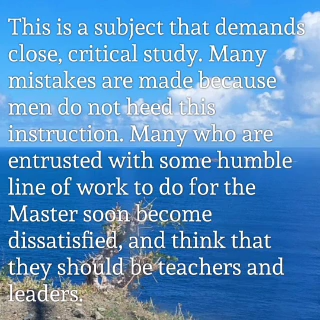 This is a subject that demands
close, critical study. Many
mistakes are made because
men do not heed this
instruction. Many who are
entrusted with some humble
line of work to do for the
Master soon become
dissatisfied, and think that
they should be teachers and
leaders.